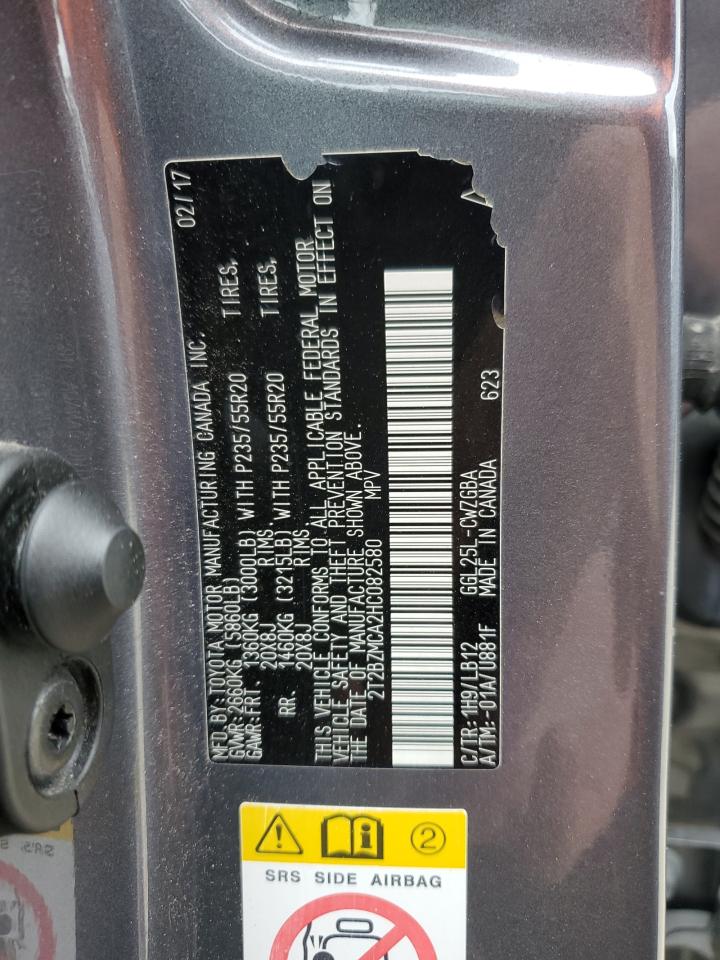 MFD.BY:TOYOTA MOTOR MANUFACTURING CANADA INC. 02/17
GVWR:2660KG (5860LB)
GAWR:FRT. 1360KG (3000LB) WITH P235/55R20 TIRES.
20X8J RIMS
RR. 1460KG (3215LB) WITH P235/55R20 TIRES.
20X8J RIMS
THIS VEHICLE CONFORMS TO ALL APPLICABLE FEDERAL MOTOR
VEHICLE SAFETY AND THEFT PREVENTION STANDARDS IN EFFECT ON
THE DATE OF MANUFACTURE SHOWN ABOVE.
2T2BZMCA2HC082580 MPV
C/TR:1H9/LB12 GGL25L-CWZGBA
A/TM:-01A/U881F MADE IN CANADA 623
2
SRS SIDE AIRBAG